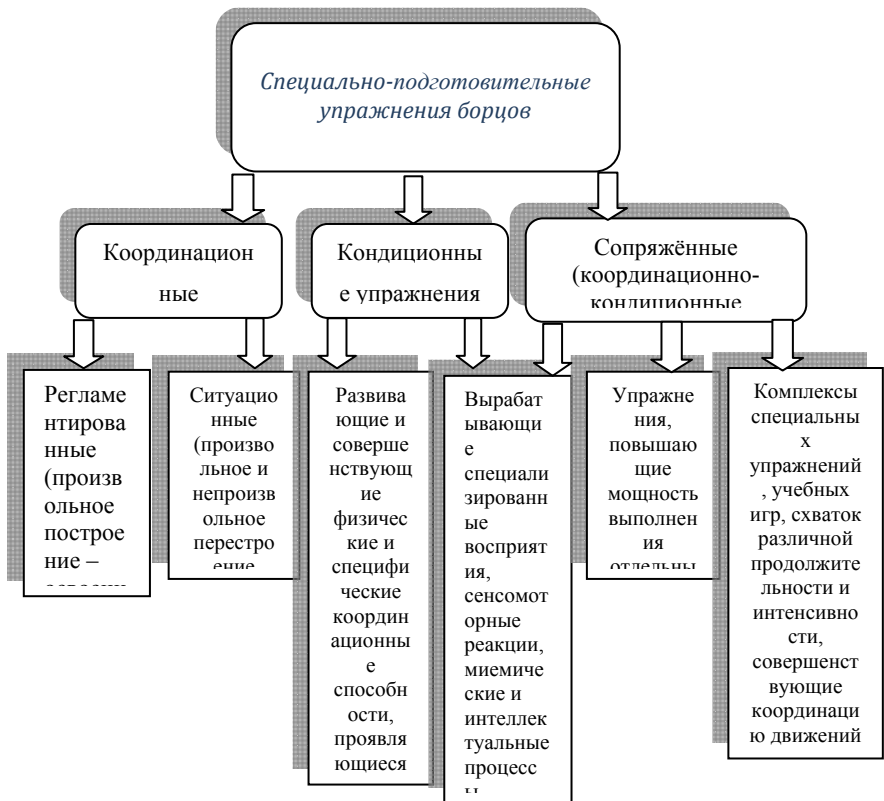 Специально-подготовительные
упражнения борцов
Координацион
ные
Кондиционны
е упражнения
Сопряжённые
(координационно-
кондиционные
Регламе
нтирова
нные
(произв
ольное
построе
ние –
Ситуацио
нные
(произво
льное и
непроизв
ольное
перестро
ение
Развива
ющие и
соверше
нствующ
ие
физичес
кие и
специфи
ческие
координ
ационны
е
способн
ости,
проявля
ющиеся
Вырабат
ывающи
е
специали
зированн
ые
восприят
ия,
сенсомот
орные
реакции,
миемиче
ские и
интеллек
туальные
процесс
ы
Упражне
ния,
повышаю
щие
мощность
выполнен
ия
отдельны
Комплексы
специальны
х
упражнений
, учебных
игр, схваток
различной
продолжите
льности и
интенсивно
сти,
совершенст
вующие
координаци
ю движений